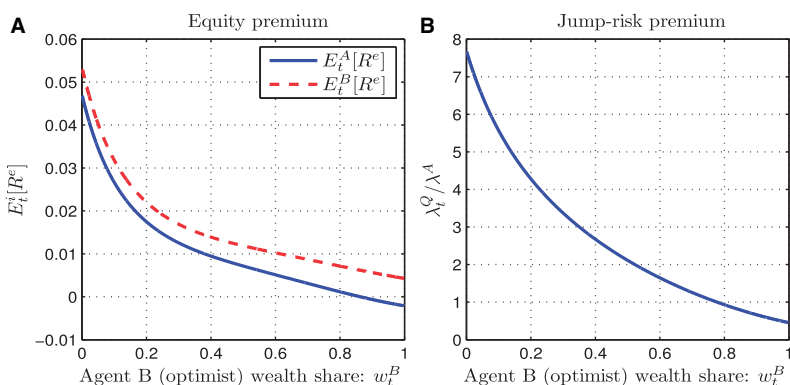 A
Equity premium
0.06
0.05
0.04
0.03
0.02
0.01
0
−0.01
E_t^i[R^e]
E_t^A[R^e]
E_t^B[R^e]
0 0.2 0.4 0.6 0.8 1
Agent B (optimist) wealth share: w_t^B
B
Jump-risk premium
8
7
6
5
4
3
2
1
0
λ_t^Q/λ^A
0 0.2 0.4 0.6 0.8 1
Agent B (optimist) wealth share: w_t^B